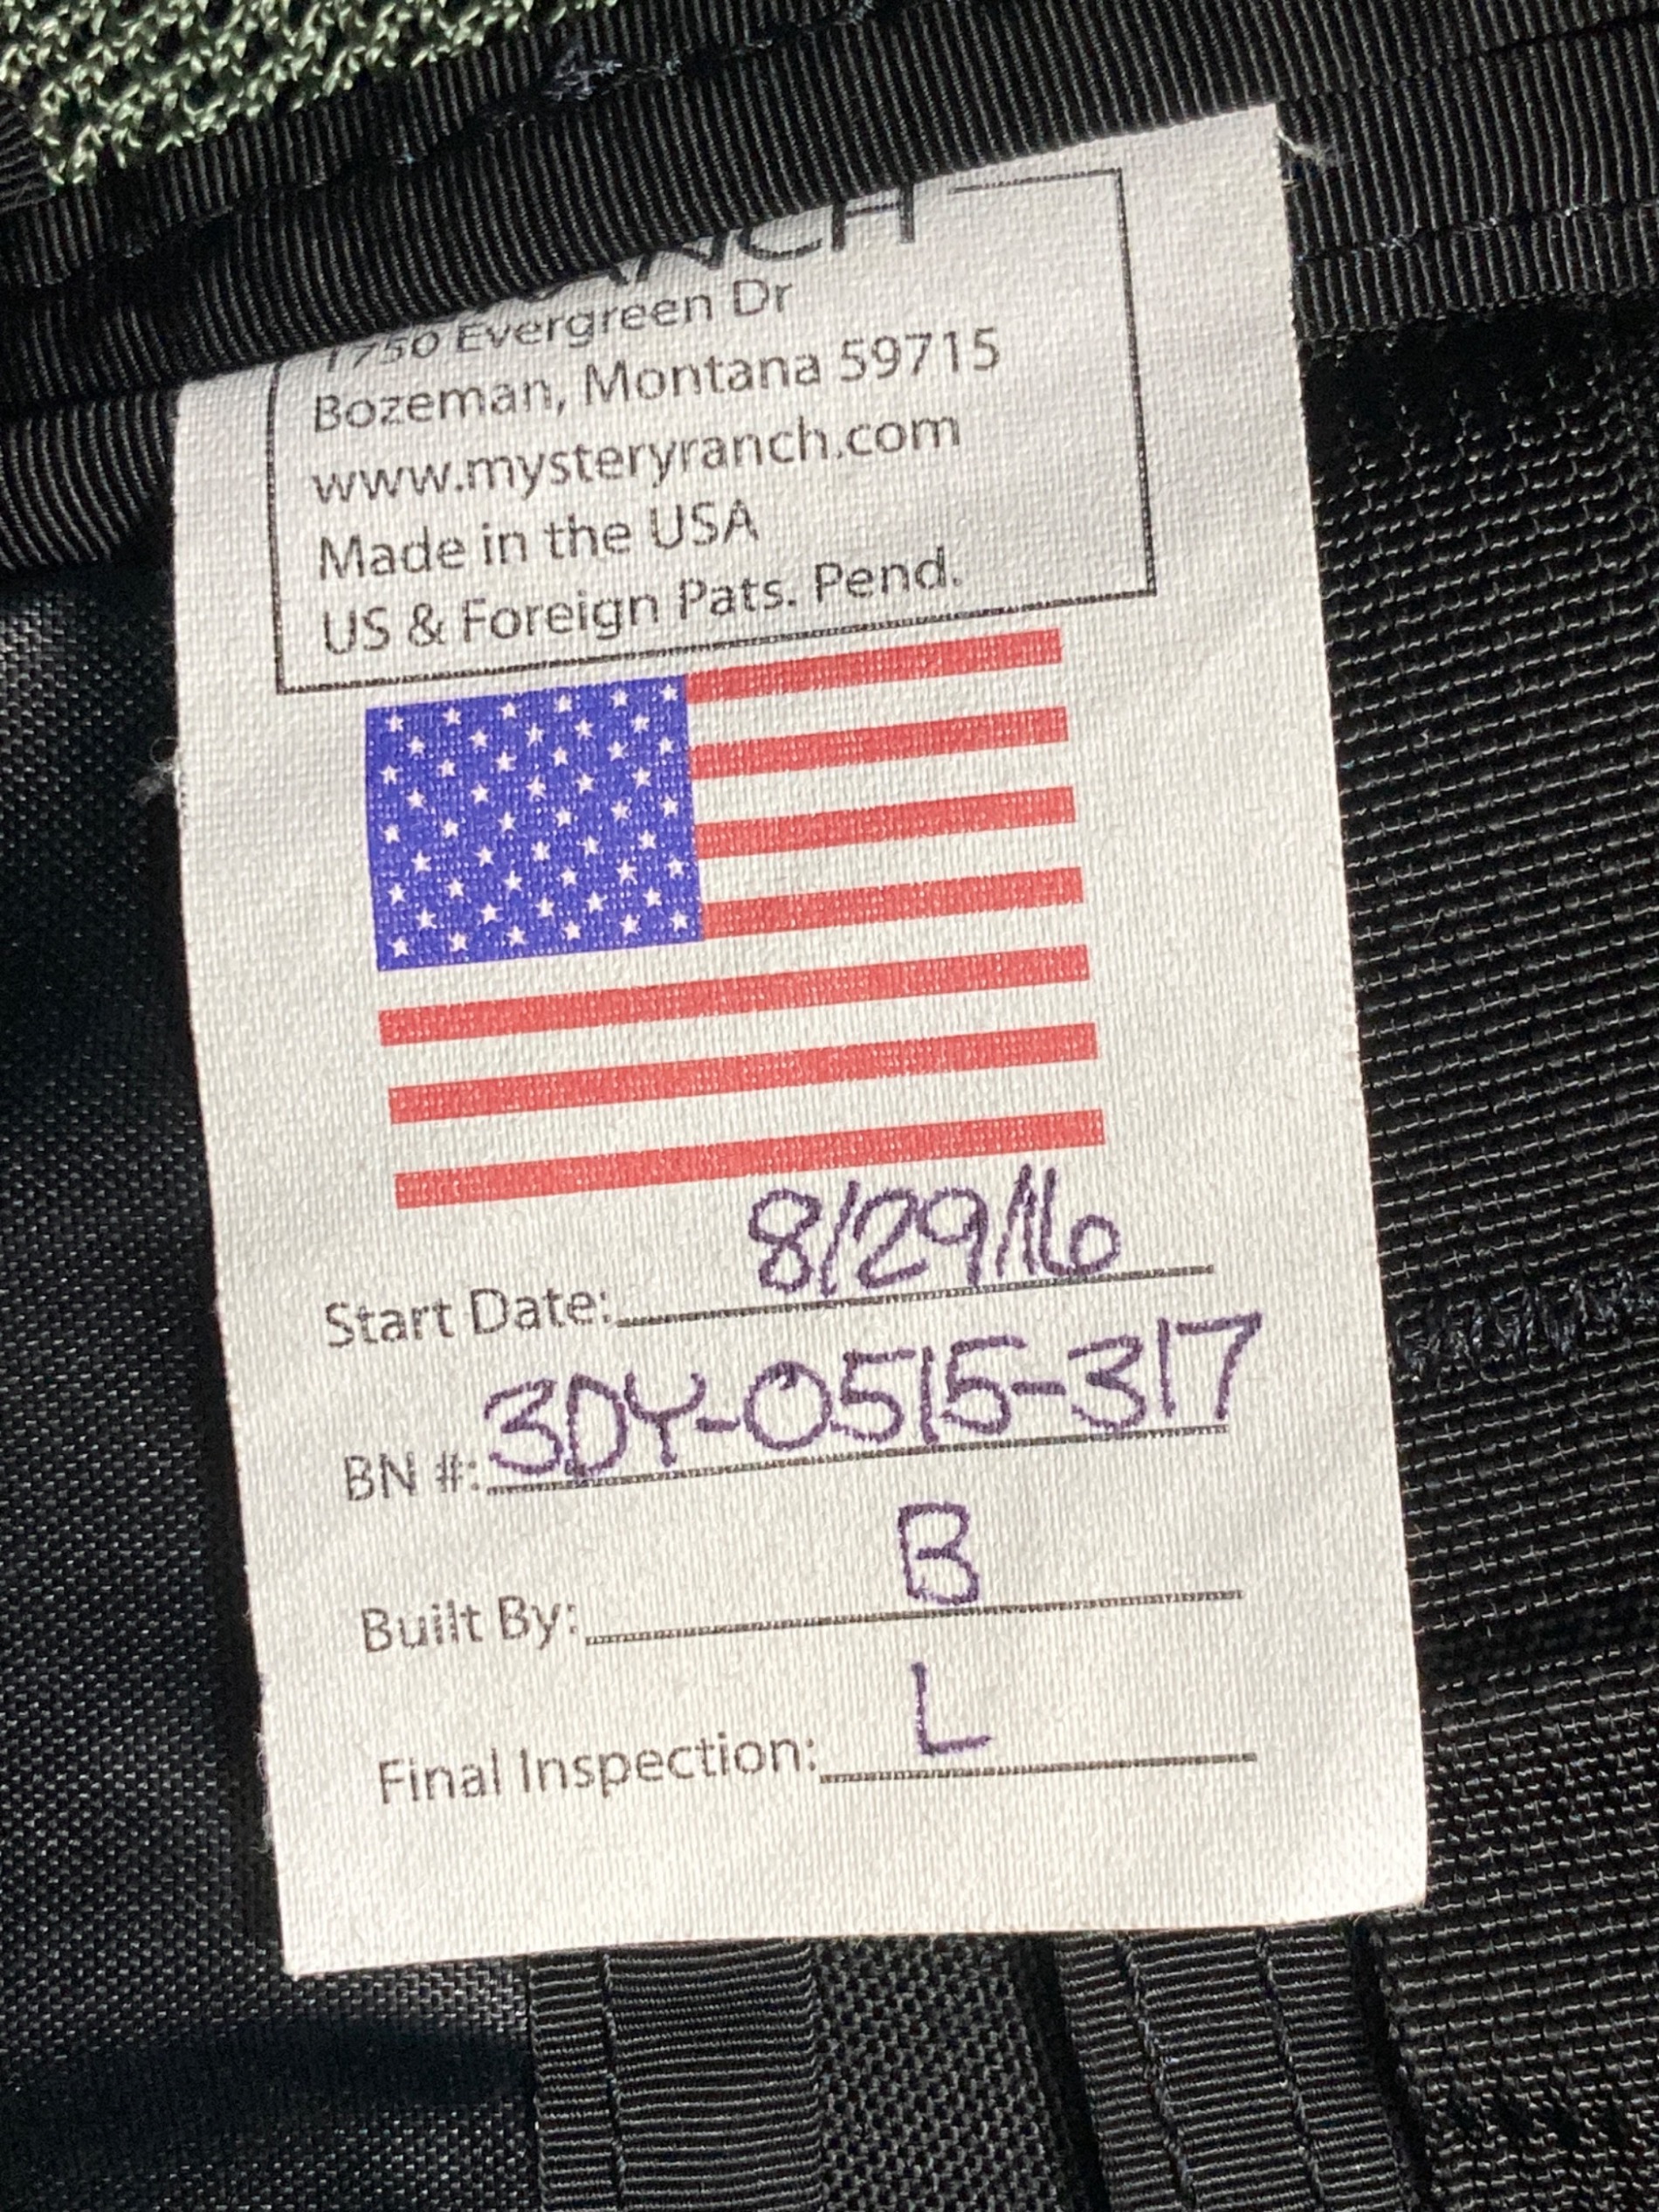 1750 Evergreen Dr
Bozeman, Montana 59715
www.mysteryranch.com
Made in the USA
US & Foreign Pats. Pend.
Start Date: 8/29/16
BN #: 3DY-0515-317
Built By: B
Final Inspection: L